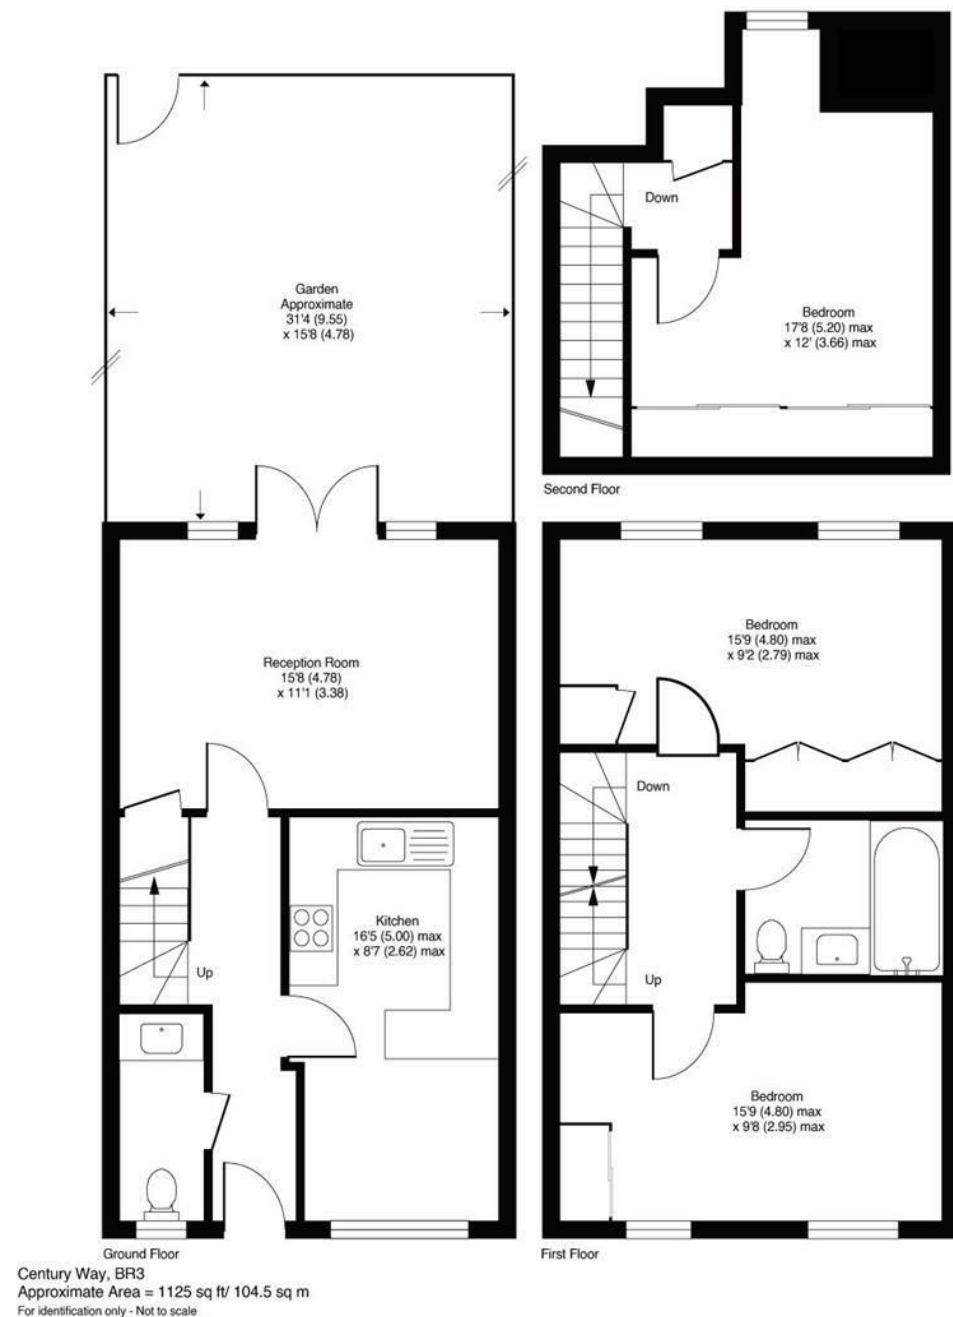 Garden
Approximate
31'4 (9.55)
x 15'8 (4.78)
Down
Bedroom
17'8 (5.20) max
x 12' (3.66) max
Second Floor
Reception Room
15'8 (4.78)
x 11'1 (3.38)
Bedroom
15'9 (4.80) max
x 9'2 (2.79) max
Down
Kitchen
16'5 (5.00) max
x 8'7 (2.62) max
Up
Up
Bedroom
15'9 (4.80) max
x 9'8 (2.95) max
Ground Floor
First Floor
Century Way, BR3
Approximate Area = 1125 sq ft/ 104.5 sq m
For identification only - Not to scale